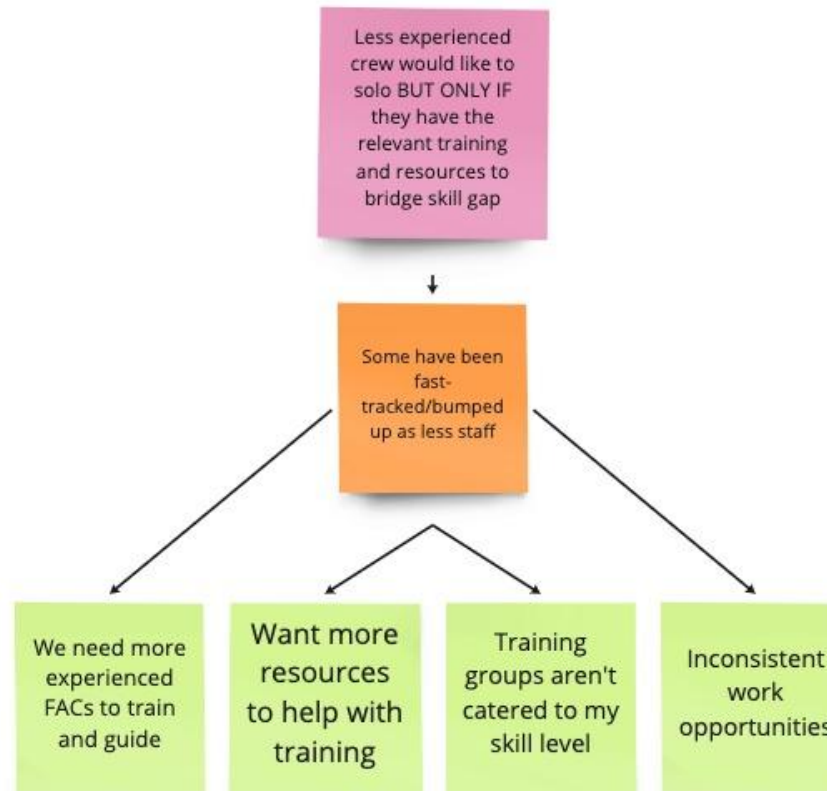 Less experienced
crew would like to
solo BUT ONLY IF
they have the
relevant training
and resources to
bridge skill gap
Some have been
fast-
tracked/bumped
up as less staff
We need more
experienced
FACs to train
and guide
Want more
resources
to help with
training
Training
groups aren't
catered to my
skill level
Inconsistent
work
opportunities